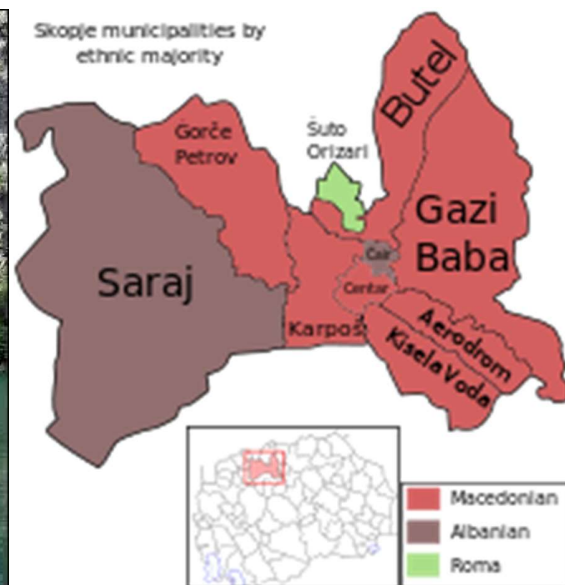 Skopje municipalities by
ethnic majority
Gorče
Petrov
Šuto
Orizari
Butel
Gazi
Baba
Saraj
Čair
Centar
Karpoš
Aerodrom
Kisela Voda
Macedonian
Albanian
Roma